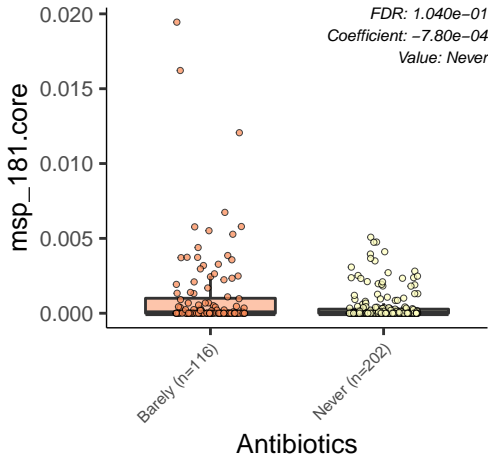 FDR: 1.040e−01
Coefficient: −7.80e−04
Value: Never
0.020
0.015
0.010
0.005
0.000
msp_181.core
Barely (n=116)
Never (n=202)
Antibiotics